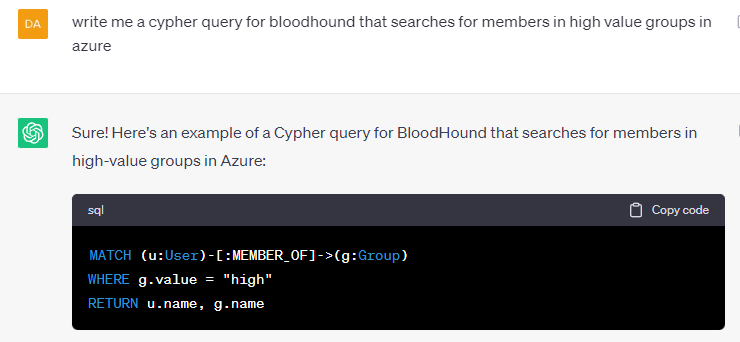 DA
write me a cypher query for bloodhound that searches for members in high value groups in
azure
Sure! Here's an example of a Cypher query for BloodHound that searches for members in
high-value groups in Azure:
sql
Copy code
MATCH (u:User)-[:MEMBER_OF]->(g:Group)
WHERE g.value = "high"
RETURN u.name, g.name